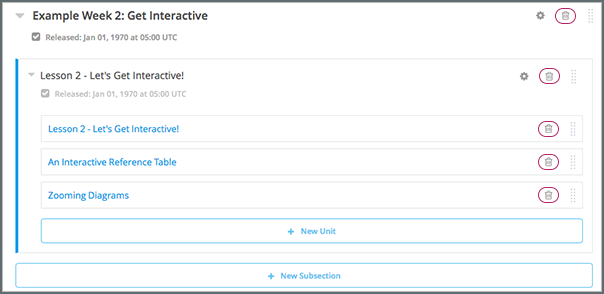 Example Week 2: Get Interactive
Released: Jan 01, 1970 at 05:00 UTC
Lesson 2 - Let's Get Interactive!
Released: Jan 01, 1970 at 05:00 UTC
Lesson 2 - Let's Get Interactive!
An Interactive Reference Table
Zooming Diagrams
+ New Unit
+ New Subsection